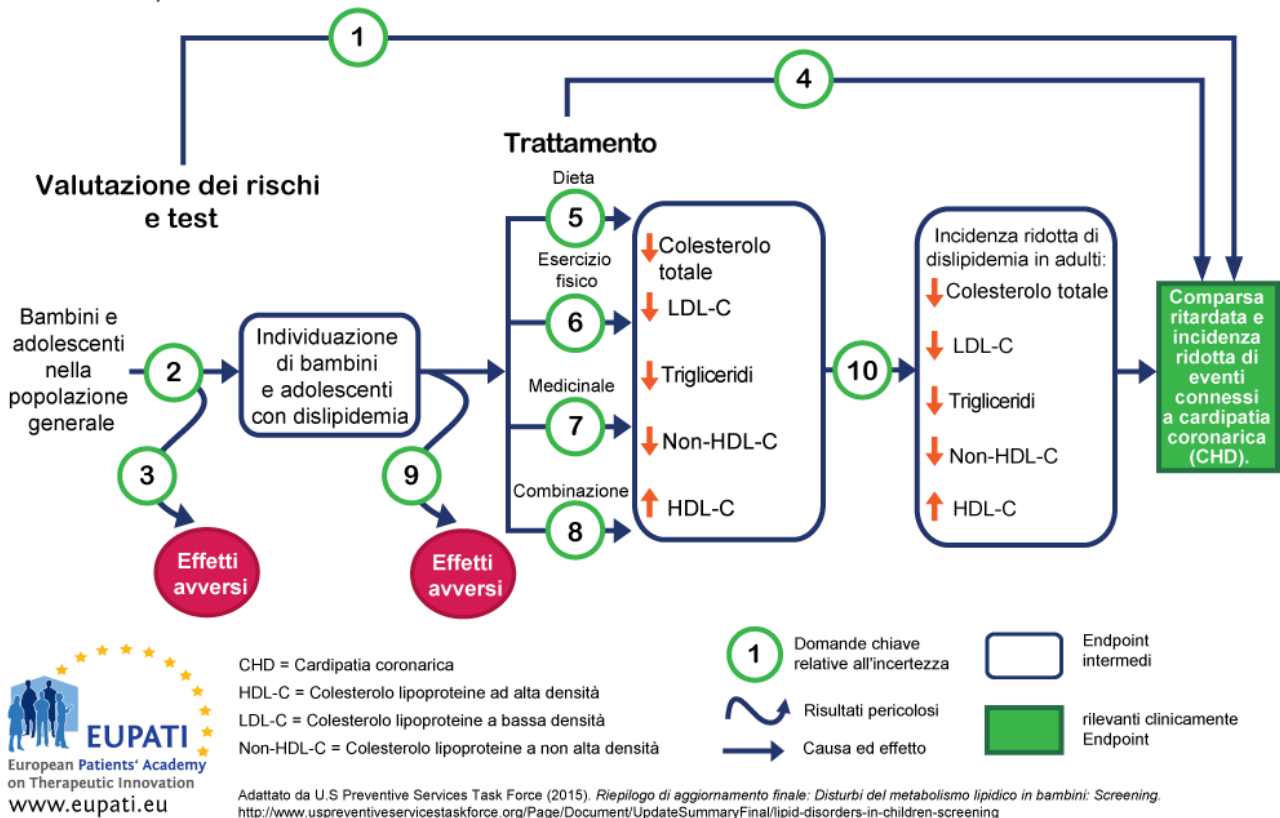 1
4
Trattamento
Valutazione dei rischi
e test
Dieta
5
Esercizio
fisico
6
Medicinale
7
Combinazione
8
Bambini e
adolescenti
nella
popolazione
generale
2
Individuazione
di bambini
e adolescenti
con dislipidemia
3
9
Effetti
avversi
Effetti
avversi
Colesterolo
totale
LDL-C
Trigliceridi
Non-HDL-C
HDL-C
10
Incidenza ridotta di
dislipidemia in adulti:
Colesterolo totale
LDL-C
Trigliceridi
Non-HDL-C
HDL-C
Comparsa
ritardata e
incidenza
ridotta di
eventi
connessi
a cardipatia
coronarica
(CHD).
EUPATI
European Patients' Academy
on Therapeutic Innovation
www.eupati.eu
CHD = Cardipatia coronarica
HDL-C = Colesterolo lipoproteine ad alta densità
LDL-C = Colesterolo lipoproteine a bassa densità
Non-HDL-C = Colesterolo lipoproteine a non alta densità
1
Domande chiave
relative all'incertezza
Risultati pericolosi
Causa ed effetto
Endpoint
intermedi
rilevanti clinicamente
Endpoint
Adattato da U.S Preventive Services Task Force (2015). Riepilogo di aggiornamento finale: Disturbi del metabolismo lipidico in bambini: Screening.
http://www.uspreventiveservicestaskforce.org/Page/Document/UpdateSummaryFinal/lipid-disorders-in-children-screening